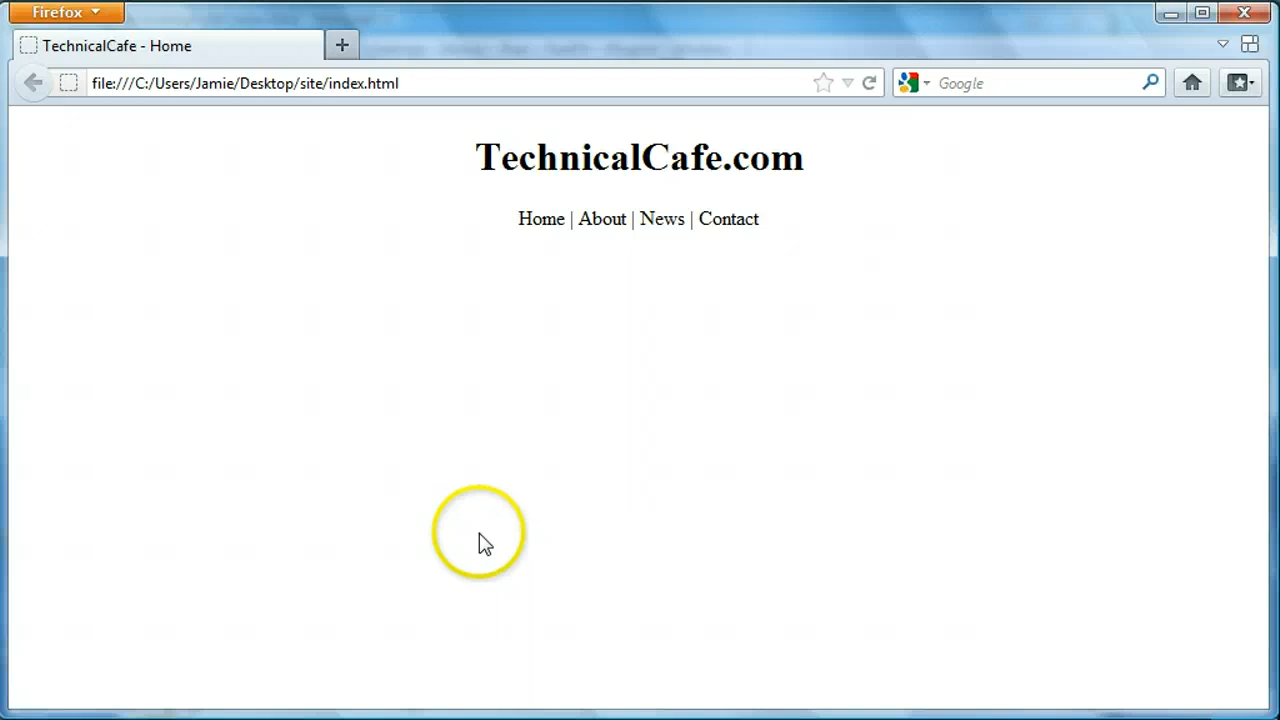 Firefox
TechnicalCafe - Home
file:///C:/Users/Jamie/Desktop/site/index.html
Google
TechnicalCafe.com
Home | About | News | Contact